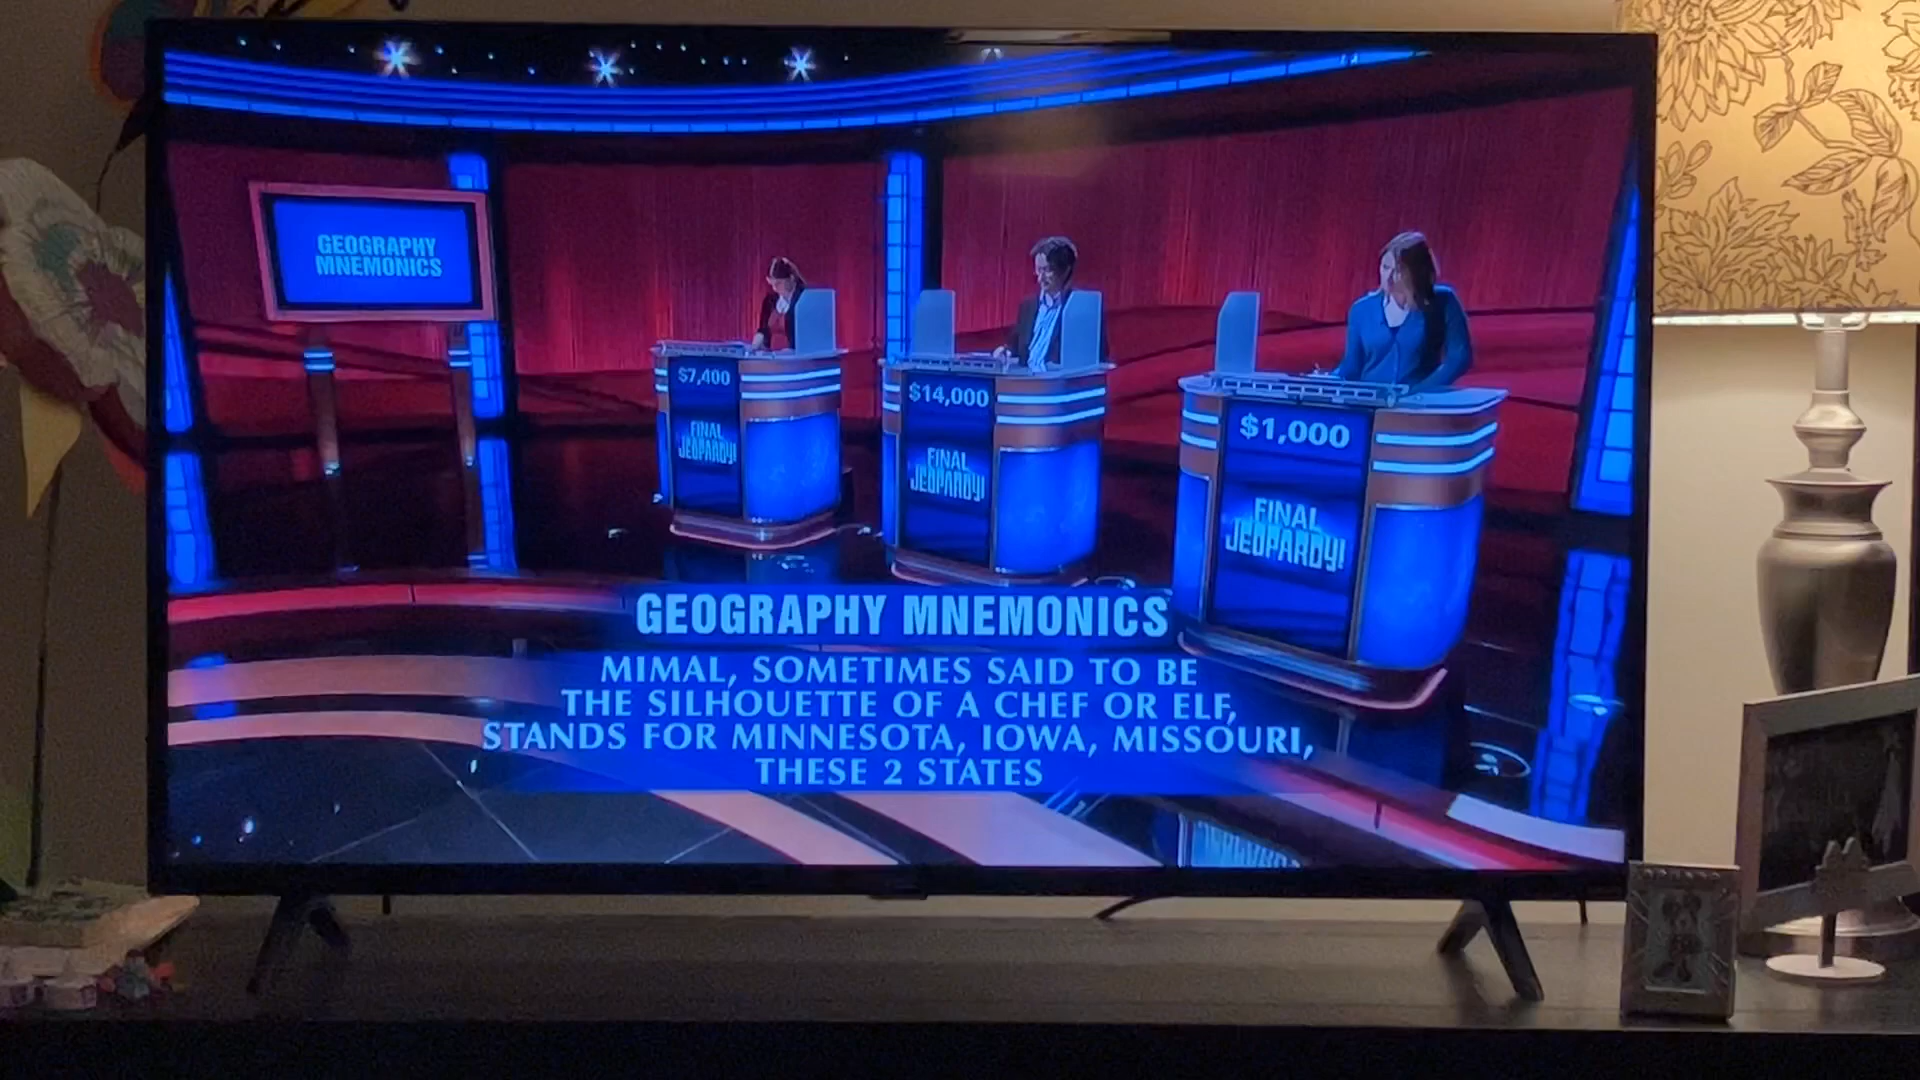 GEOGRAPHY
MNEMONICS
$7,400
FINAL
JEOPARDY!
$14,000
FINAL
JEOPARDY!
$1,000
FINAL
JEOPARDY!
GEOGRAPHY MNEMONICS
MIMAL, SOMETIMES SAID TO BE
THE SILHOUETTE OF A CHEF OR ELF,
STANDS FOR MINNESOTA, IOWA, MISSOURI,
THESE 2 STATES